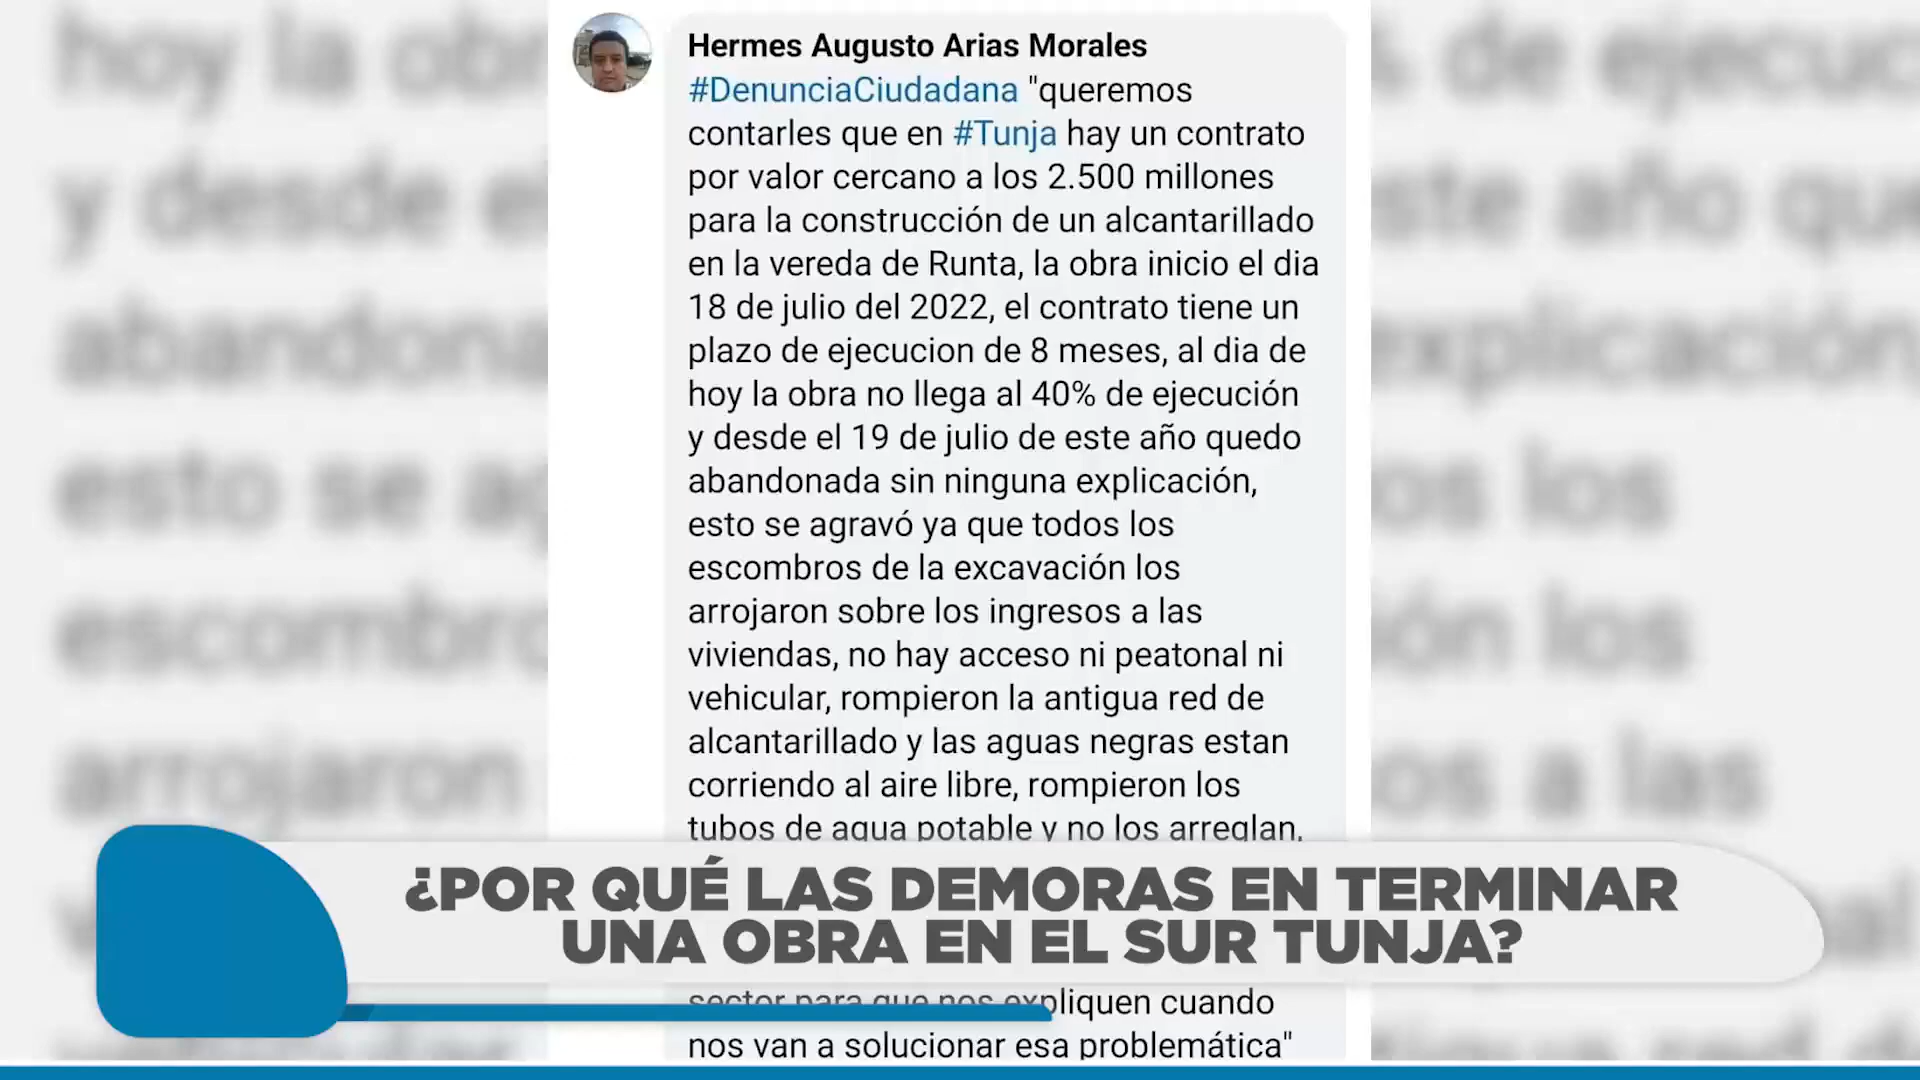 Hermes Augusto Arias Morales
#DenunciaCiudadana "queremos
contarles que en #Tunja hay un contrato
por valor cercano a los 2.500 millones
para la construcción de un alcantarillado
en la vereda de Runta, la obra inicio el dia
18 de julio del 2022, el contrato tiene un
plazo de ejecucion de 8 meses, al dia de
hoy la obra no llega al 40% de ejecución
y desde el 19 de julio de este año quedo
abandonada sin ninguna explicación,
esto se agravó ya que todos los
escombros de la excavación los
arrojaron sobre los ingresos a las
viviendas, no hay acceso ni peatonal ni
vehicular, rompieron la antigua red de
alcantarillado y las aguas negras estan
corriendo al aire libre, rompieron los
tubos de agua potable y no los arreglan,
¿POR QUÉ LAS DEMORAS EN TERMINAR
UNA OBRA EN EL SUR TUNJA?
sector para que nos expliquen cuando
nos van a solucionar esa problemática"